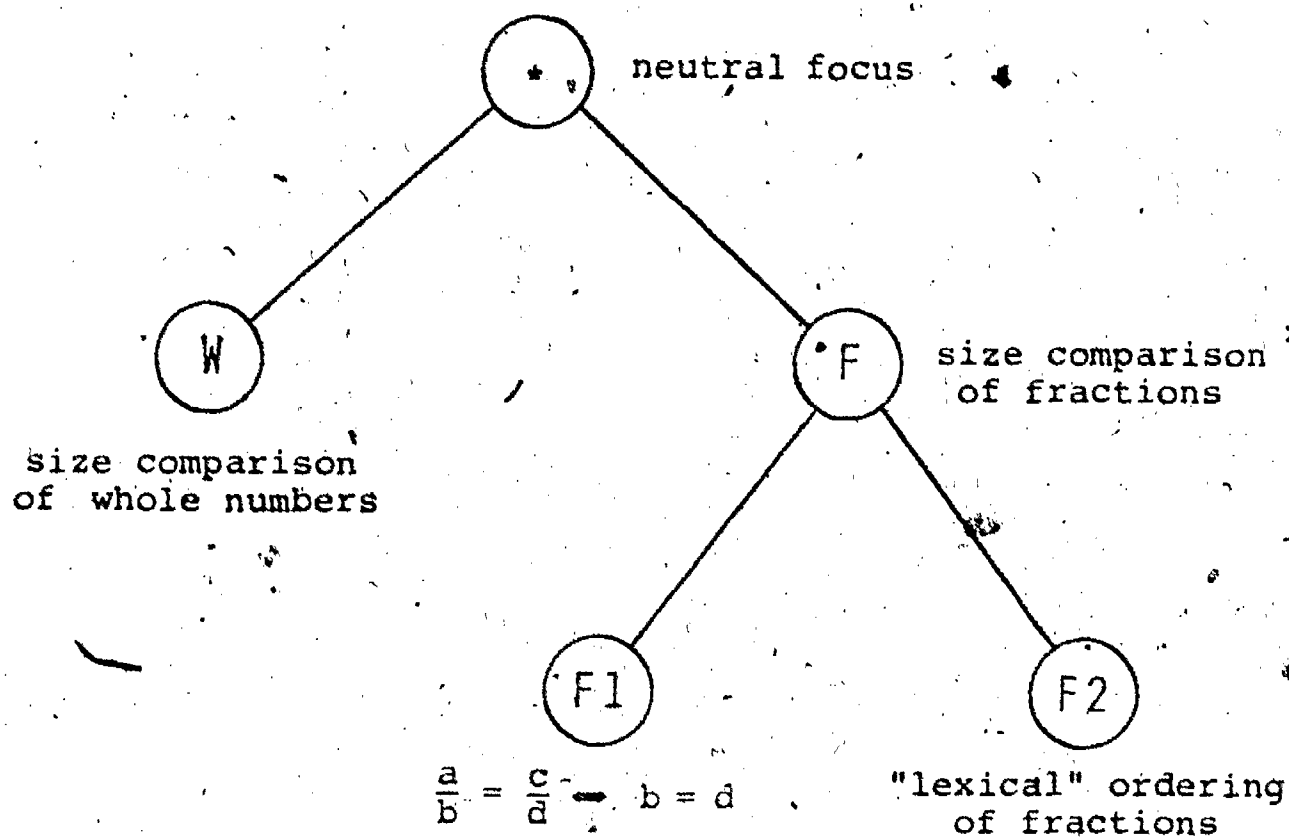 *
neutral focus
W
F
size comparison
of fractions
size comparison
of whole numbers
F1
F2
a/b = c/d → b = d
"lexical" ordering
of fractions